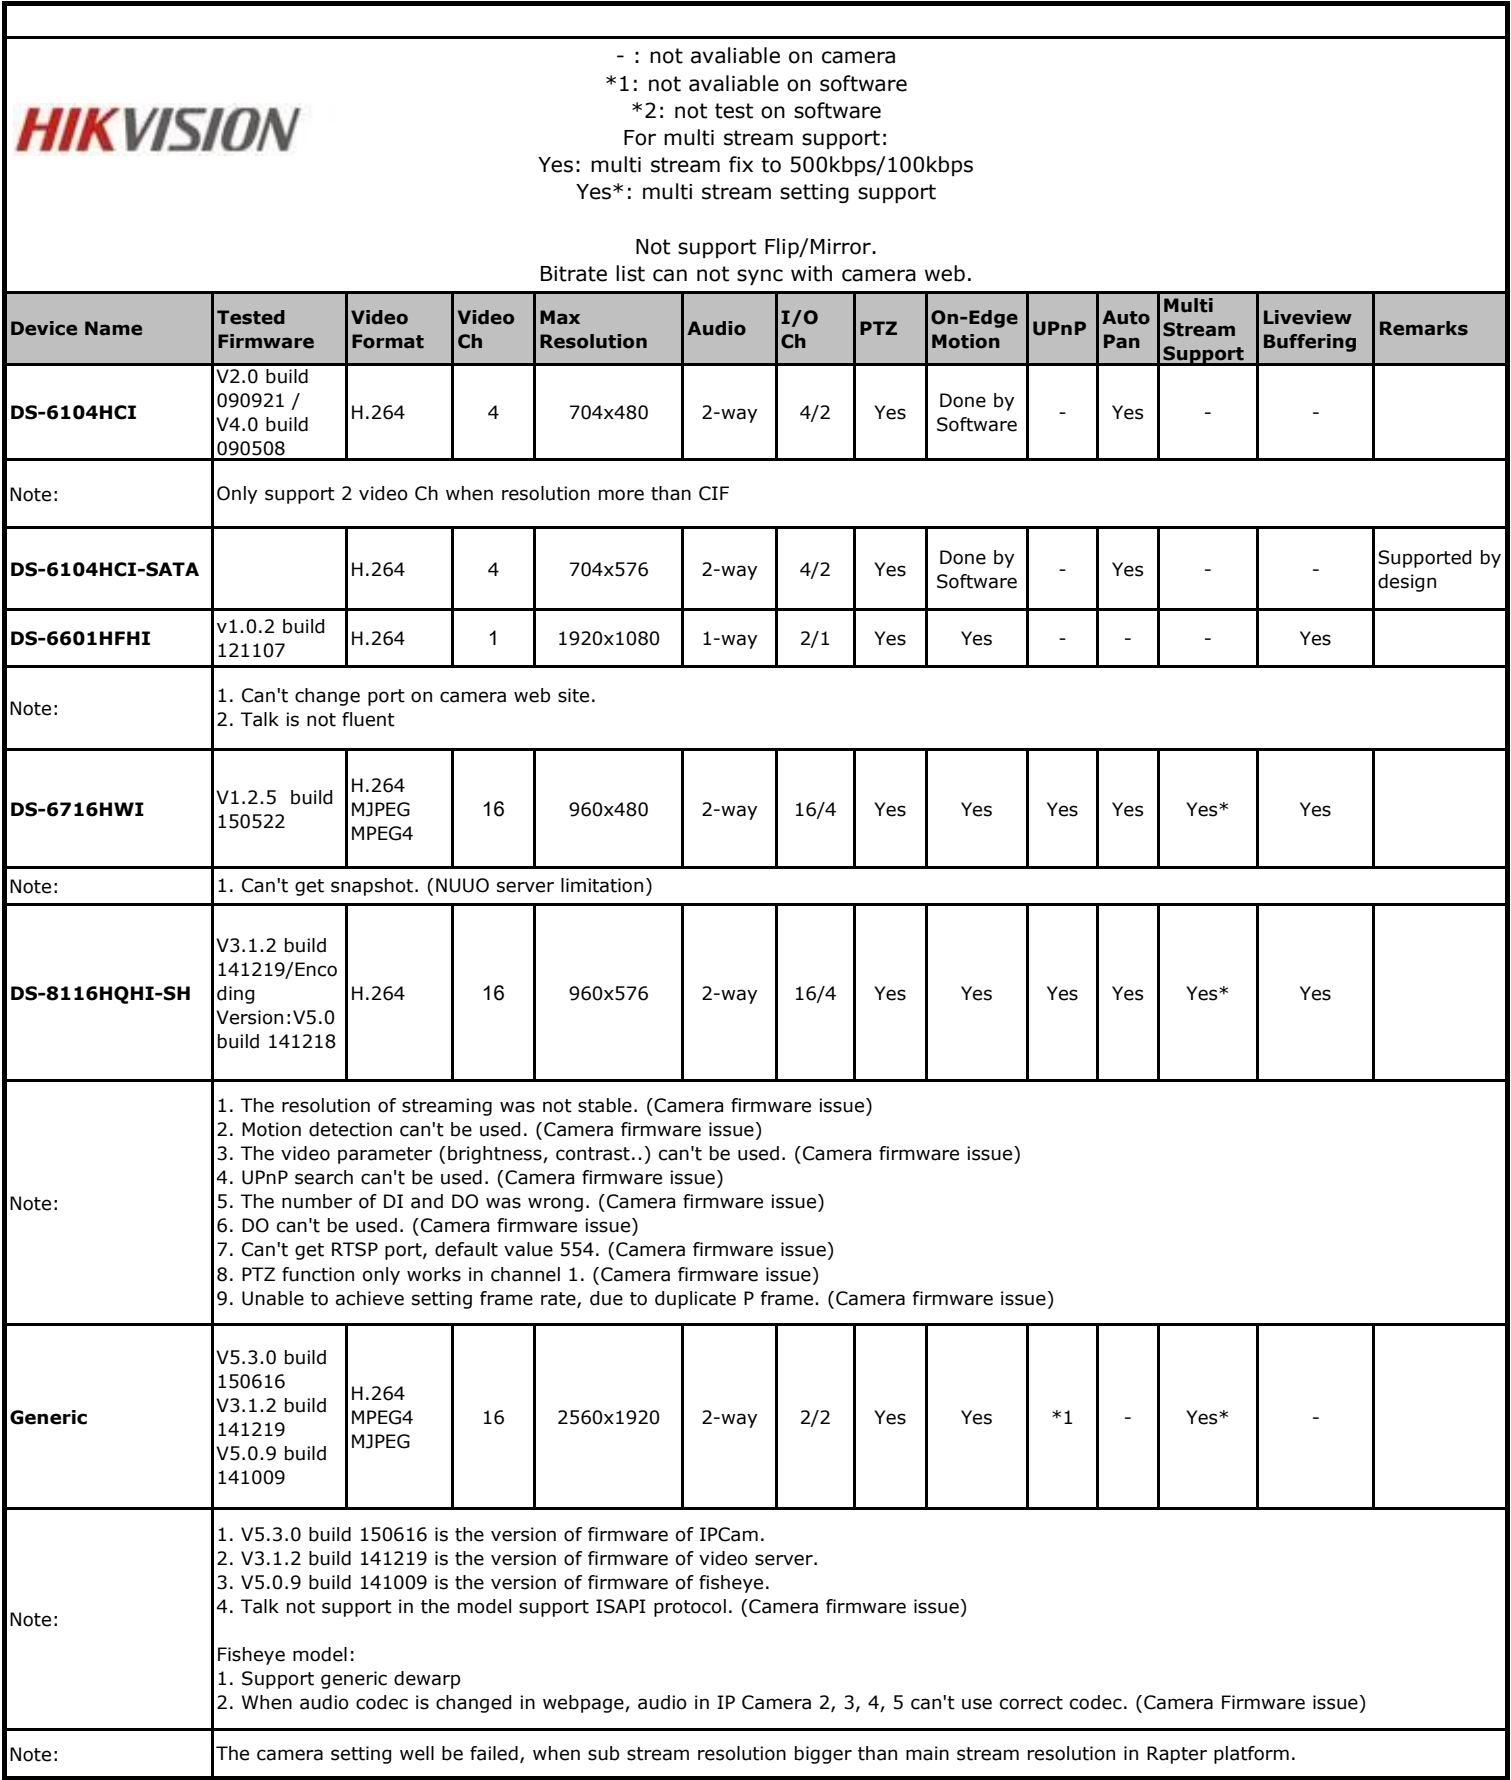 HIKVISION
- : not avaliable on camera
*1: not avaliable on software
*2: not test on software
For multi stream support:
Yes: multi stream fix to 500kbps/100kbps
Yes*: multi stream setting support
Not support Flip/Mirror.
Bitrate list can not sync with camera web.
Device Name Tested Firmware Video Format Video Ch Max Resolution Audio I/O Ch PTZ On-Edge Motion UPnP Auto Pan Multi Stream Support Liveview Buffering Remarks
DS-6104HCI V2.0 build 090921 / V4.0 build 090508 H.264 4 704x480 2-way 4/2 Yes Done by Software - Yes - -
Note: Only support 2 video Ch when resolution more than CIF
DS-6104HCI-SATA H.264 4 704x576 2-way 4/2 Yes Done by Software - Yes - - Supported by design
DS-6601HFHI v1.0.2 build 121107 H.264 1 1920x1080 1-way 2/1 Yes Yes - - - Yes
Note:
1. Can't change port on camera web site.
2. Talk is not fluent
DS-6716HWI V1.2.5 build 150522 H.264 MJPEG MPEG4 16 960x480 2-way 16/4 Yes Yes Yes Yes Yes* Yes
Note: 1. Can't get snapshot. (NUUO server limitation)
DS-8116HQHI-SH V3.1.2 build 141219/Encoding Version:V5.0 build 141218 H.264 16 960x576 2-way 16/4 Yes Yes Yes Yes Yes* Yes
Note:
1. The resolution of streaming was not stable. (Camera firmware issue)
2. Motion detection can't be used. (Camera firmware issue)
3. The video parameter (brightness, contrast..) can't be used. (Camera firmware issue)
4. UPnP search can't be used. (Camera firmware issue)
5. The number of DI and DO was wrong. (Camera firmware issue)
6. DO can't be used. (Camera firmware issue)
7. Can't get RTSP port, default value 554. (Camera firmware issue)
8. PTZ function only works in channel 1. (Camera firmware issue)
9. Unable to achieve setting frame rate, due to duplicate P frame. (Camera firmware issue)
Generic V5.3.0 build 150616 V3.1.2 build 141219 V5.0.9 build 141009 H.264 MPEG4 MJPEG 16 2560x1920 2-way 2/2 Yes Yes *1 - Yes* -
Note:
1. V5.3.0 build 150616 is the version of firmware of IPCam.
2. V3.1.2 build 141219 is the version of firmware of video server.
3. V5.0.9 build 141009 is the version of firmware of fisheye.
4. Talk not support in the model support ISAPI protocol. (Camera firmware issue)
Fisheye model:
1. Support generic dewarp
2. When audio codec is changed in webpage, audio in IP Camera 2, 3, 4, 5 can't use correct codec. (Camera Firmware issue)
Note: The camera setting well be failed, when sub stream resolution bigger than main stream resolution in Rapter platform.